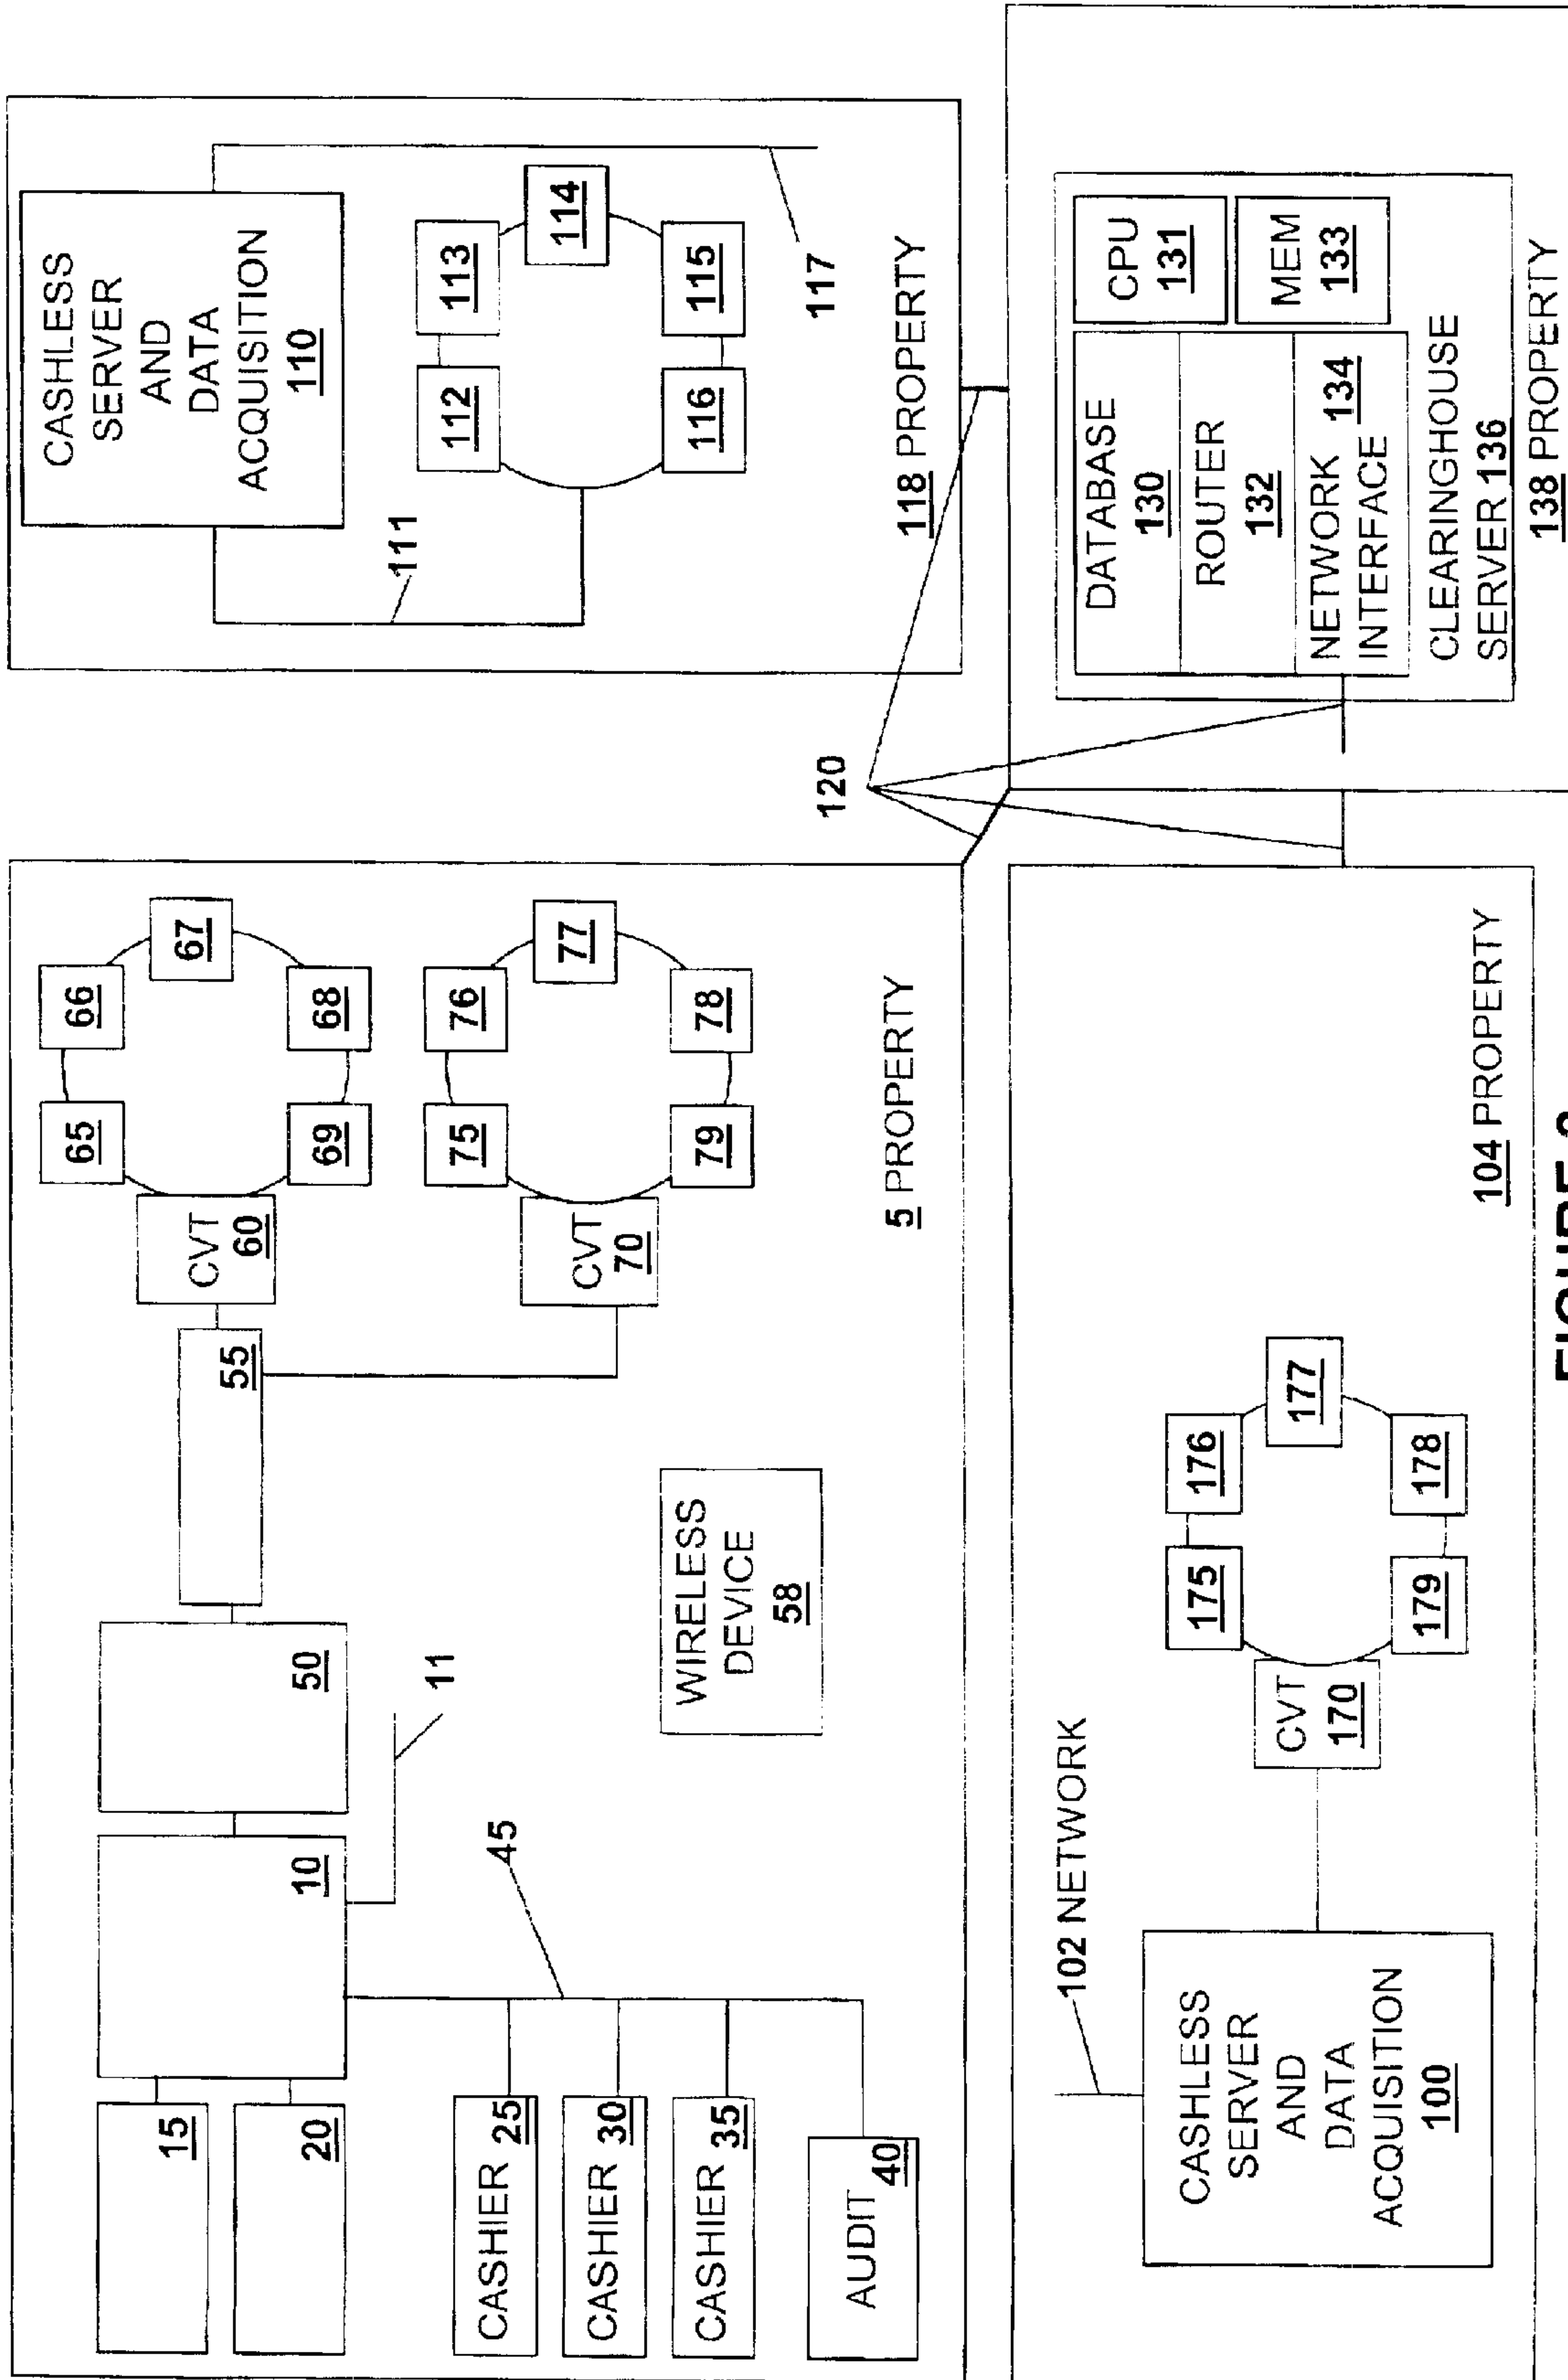 15
20
10
50
55
11
45
CASHIER 25
CASHIER 30
CASHIER 35
AUDIT 40
WIRELESS
DEVICE
58
CVT
60
65
66
67
68
69
CVT
70
75
76
77
78
79
5 PROPERTY
CASHLESS
SERVER
AND
DATA
ACQUISITION
110
111
112
113
114
115
116
117
118 PROPERTY
120
102 NETWORK
CASHLESS
SERVER
AND
DATA
ACQUISITION
100
CVT
170
175
176
177
178
179
104 PROPERTY
DATABASE
130
ROUTER
132
NETWORK
INTERFACE 134
CPU
131
MEM
133
CLEARINGHOUSE
SERVER 136
138 PROPERTY